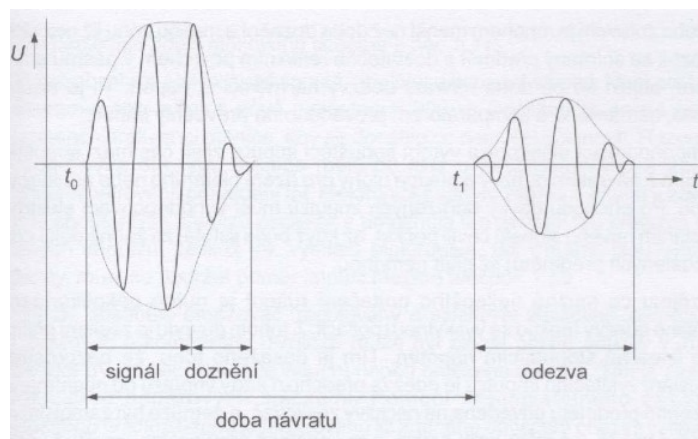 U
t₀
t₁
t
signál
doznění
odezva
doba návratu